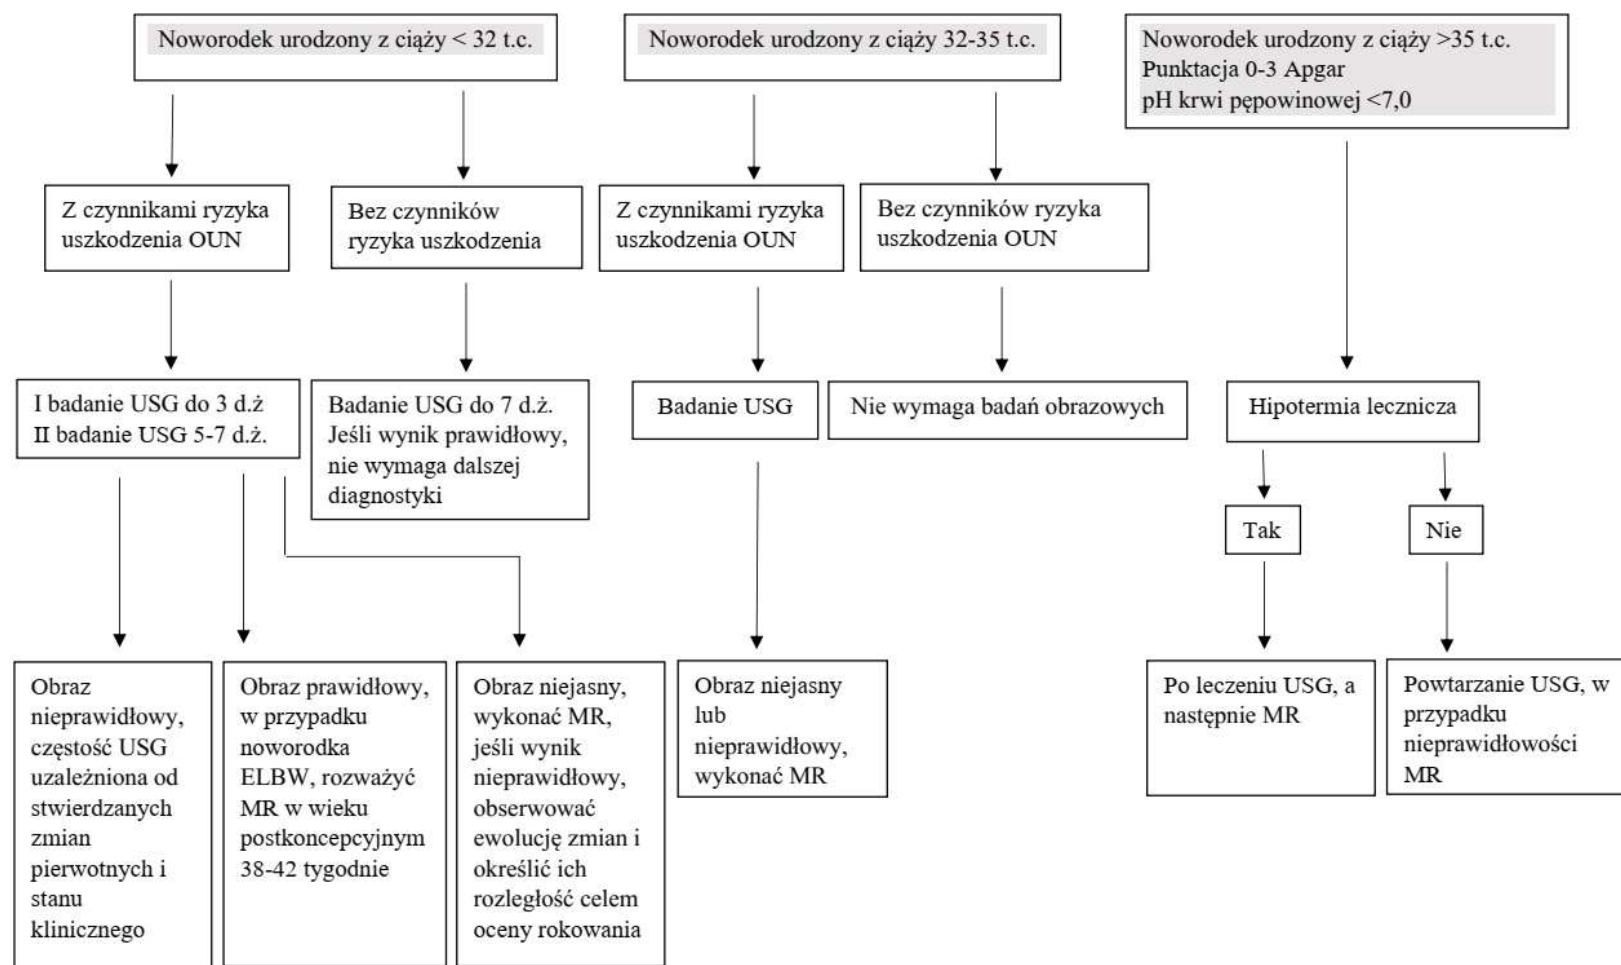 Noworodek urodzony z ciąży < 32 t.c.
Noworodek urodzony z ciąży 32-35 t.c.
Noworodek urodzony z ciąży >35 t.c.
Punktacja 0-3 Apgar
pH krwi pępowinowej <7,0
Z czynnikami ryzyka
uszkodzenia OUN
Bez czynników
ryzyka uszkodzenia
Z czynnikami ryzyka
uszkodzenia OUN
Bez czynników ryzyka
uszkodzenia OUN
I badanie USG do 3 d.ż
II badanie USG 5-7 d.ż.
Badanie USG do 7 d.ż.
Jeśli wynik prawidłowy,
nie wymaga dalszej
diagnostyki
Badanie USG
Nie wymaga badań obrazowych
Hipotermia lecznicza
Tak
Nie
Obraz
nieprawidłowy,
częstość USG
uzależniona od
stwierdzanych
zmian
pierwotnych i
stanu
klinicznego
Obraz prawidłowy,
w przypadku
noworodka
ELBW, rozważyć
MR w wieku
postkoncepcyjnym
38-42 tygodnie
Obraz niejasny,
wykonać MR,
jeśli wynik
nieprawidłowy,
obserwować
ewolucję zmian i
określić ich
rozległość celem
oceny rokowania
Obraz niejasny
lub
nieprawidłowy,
wykonać MR
Po leczeniu USG, a
następnie MR
Powtarzanie USG, w
przypadku
nieprawidłowości
MR